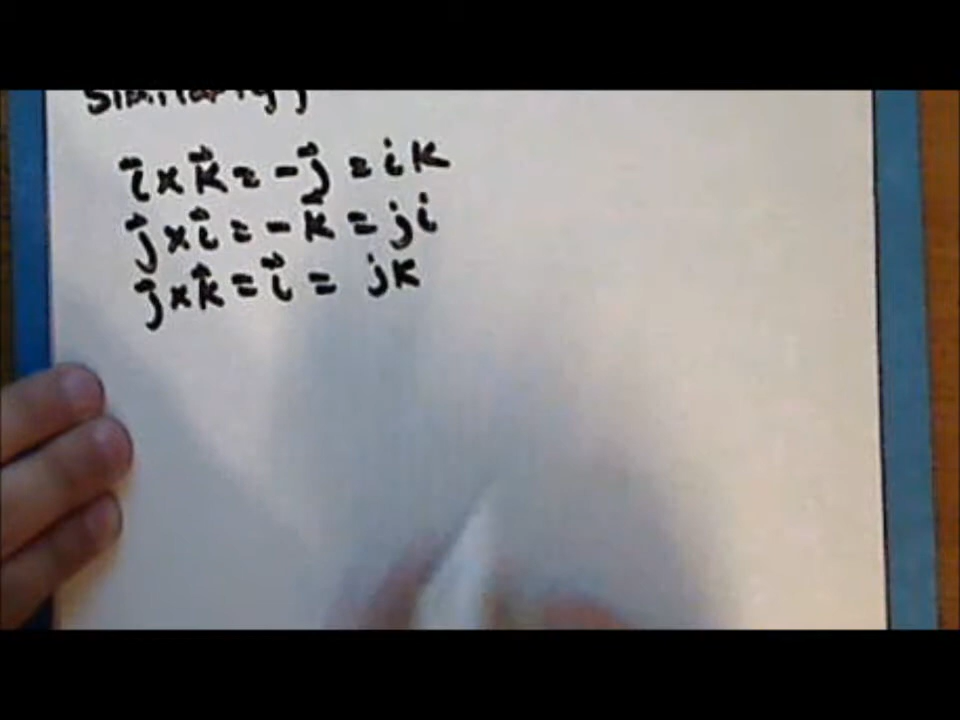 Similarly,
i⃗ × k⃗ = -j⃗ = ik
j⃗ × i⃗ = -k⃗ = ji
j⃗ × k⃗ = i⃗ = jk